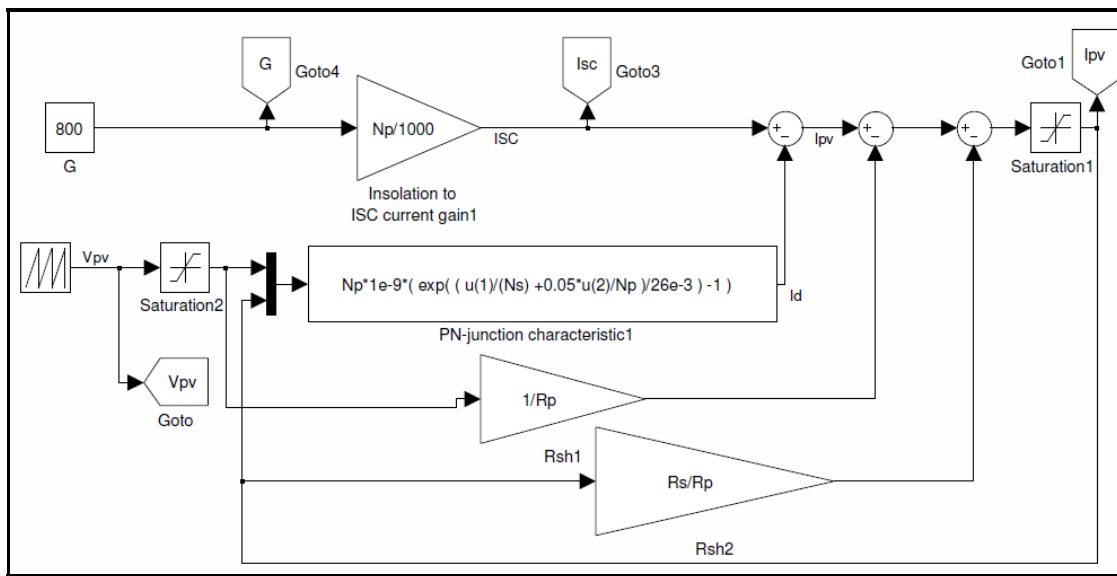 G
Goto4
Isc
Goto3
Goto1
Ipv
800
G
Np/1000
ISC
Insolation to
ISC current gain1
+
−
Ipv
+
−
+
−
Saturation1
Vpv
Saturation2
Np*1e-9*( exp( ( u(1)/(Ns) +0.05*u(2)/Np )/26e-3 ) -1 )
Id
PN-junction characteristic1
Vpv
Goto
1/Rp
Rsh1
Rs/Rp
Rsh2